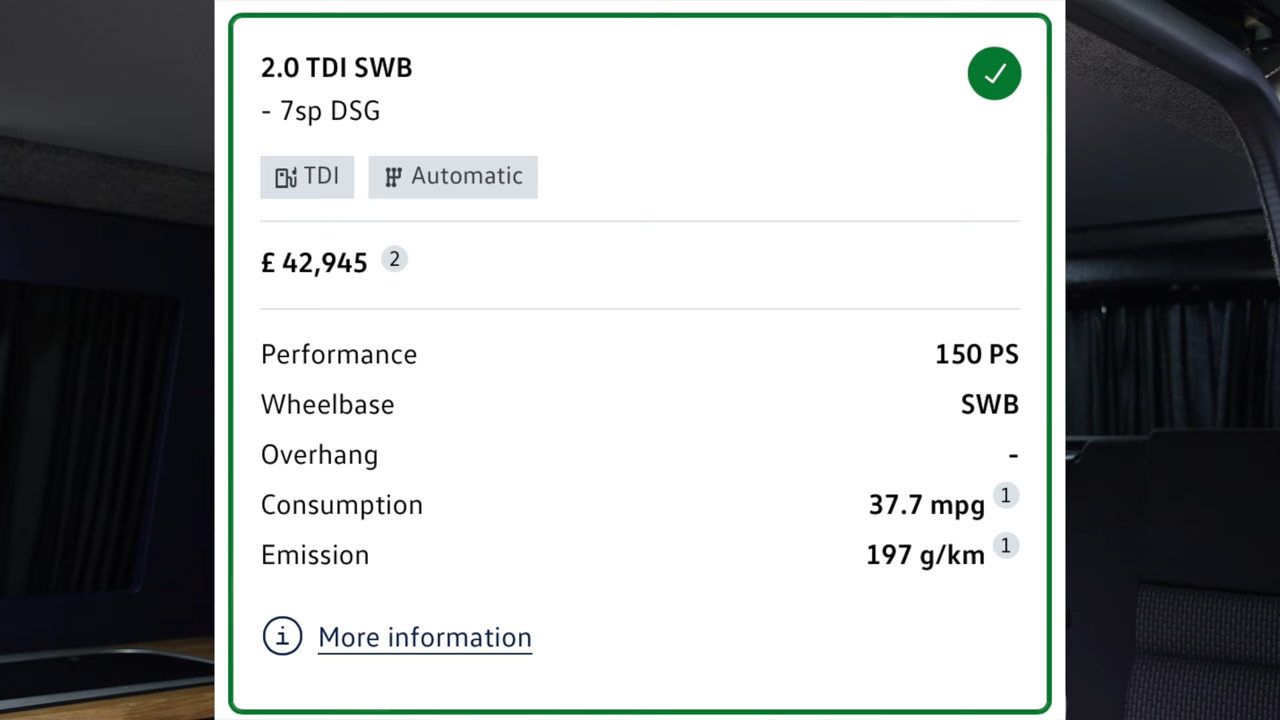 2.0 TDI SWB
- 7sp DSG
TDI Automatic
£ 42,945 2
Performance 150 PS
Wheelbase SWB
Overhang -
Consumption 37.7 mpg 1
Emission 197 g/km 1
i More information